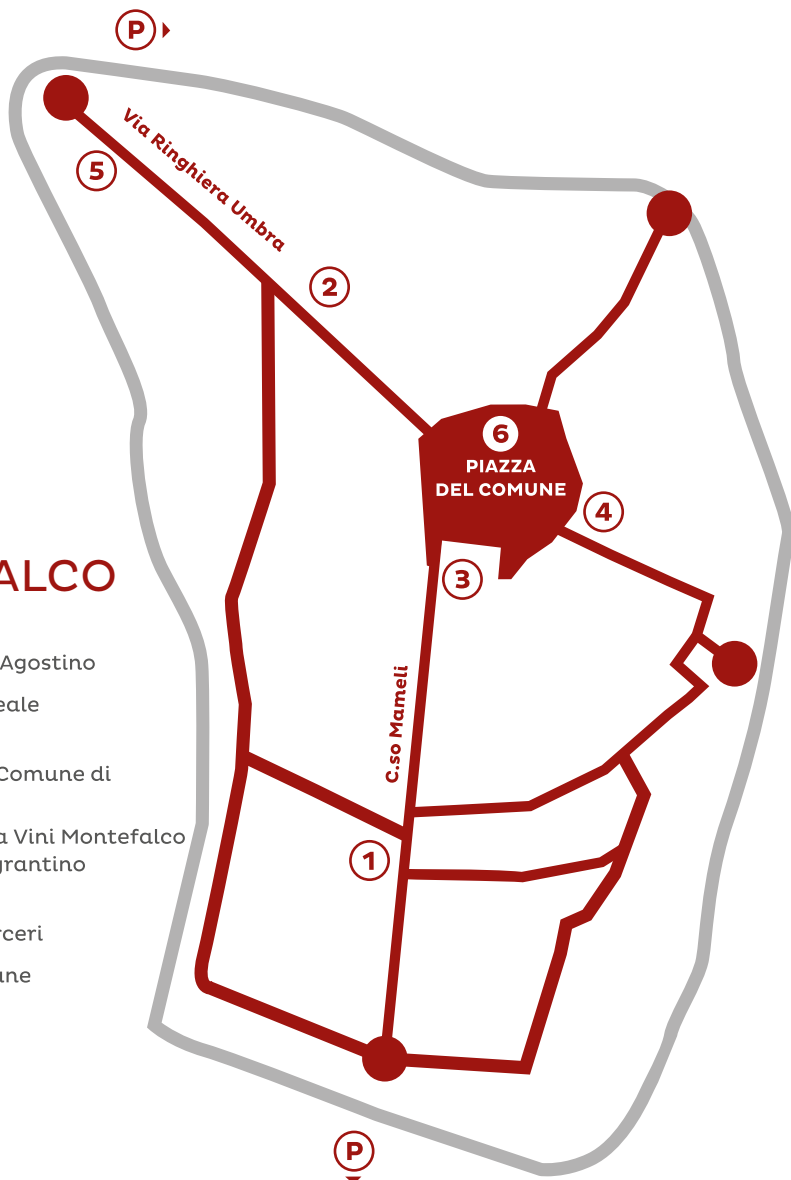 P
Via Ringhiera Umbra
5
2
6
PIAZZA
DEL COMUNE
4
3
ALCO
Agostino
eale
C.so Mameli
Comune di
a Vini Montefalco
grantino
1
rceri
une
P